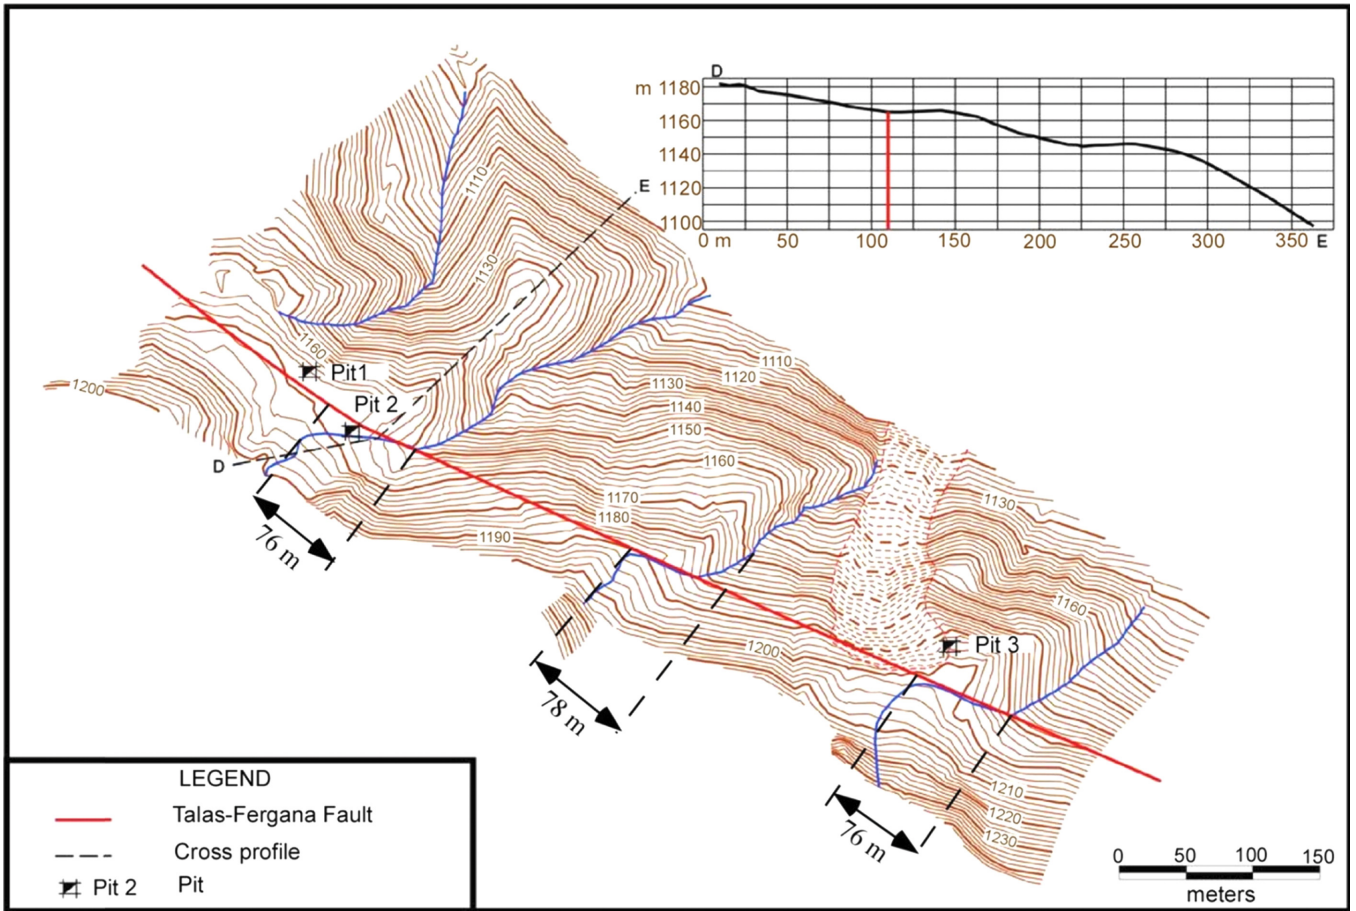 D
m 1180
1160
1140
1120
1100
0 m 50 100 150 200 250 300 350 E
E
1110
1130
1160
Pit1
Pit 2
1200
D
76 m
1110
1120
1130
1140
1150
1160
1170
1180
1190
78 m
1200
1130
1160
Pit 3
1210
1220
1230
76 m
LEGEND
Talas-Fergana Fault
Cross profile
Pit 2 Pit
0 50 100 150
meters